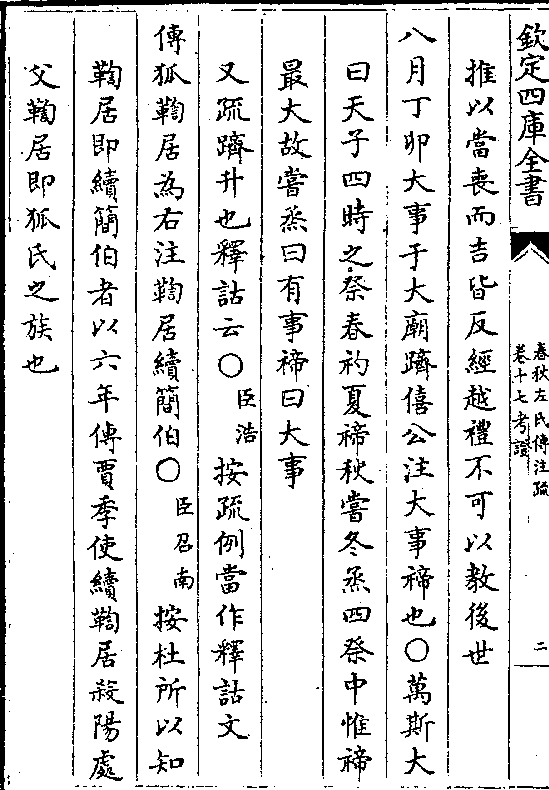 欽定四庫全書
春秋左氏傳注疏
卷十七考證
二
推以當喪而吉皆反經越禮不可以教後世
八月丁卯大事于大廟躋僖公注大事禘也○萬斯大
曰天子四時之祭春礿夏禘秋嘗冬烝四祭中惟禘
最大故嘗烝曰有事禘曰大事
又疏躋升也釋詁云○臣浩按疏例當作釋詁文
傳狐鞫居為右注鞫居續簡伯○臣召南按杜所以知
鞫居即續簡伯者以六年傳賈季使續鞫居殺陽處
父鞫居即狐氏之族也